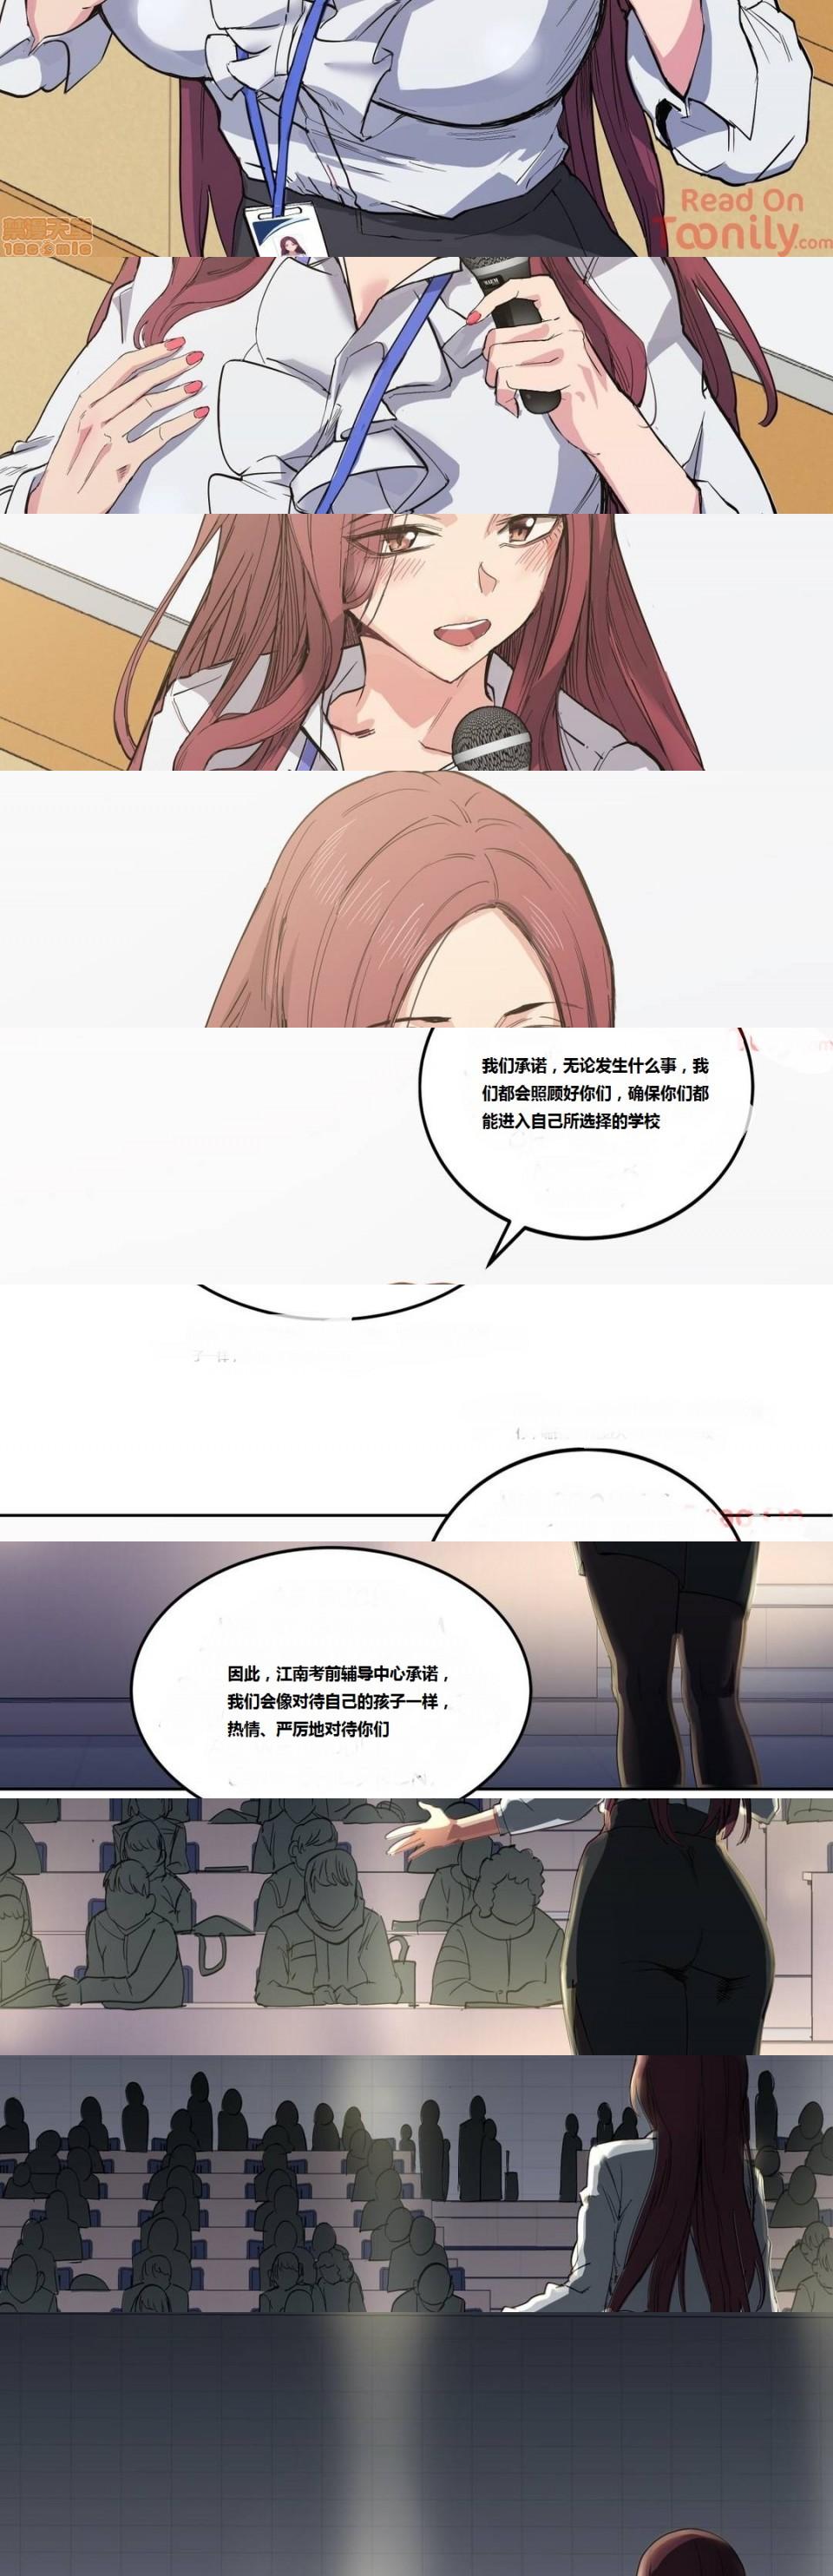 Read On
Toonily.com
我们承诺，无论发生什么事，我
们都会照顾好你们，确保你们都
能进入自己所选择的学校
子一样，
因此，江南考前辅导中心承诺，
我们会像对待自己的孩子一样，
热情、严厉地对待你们